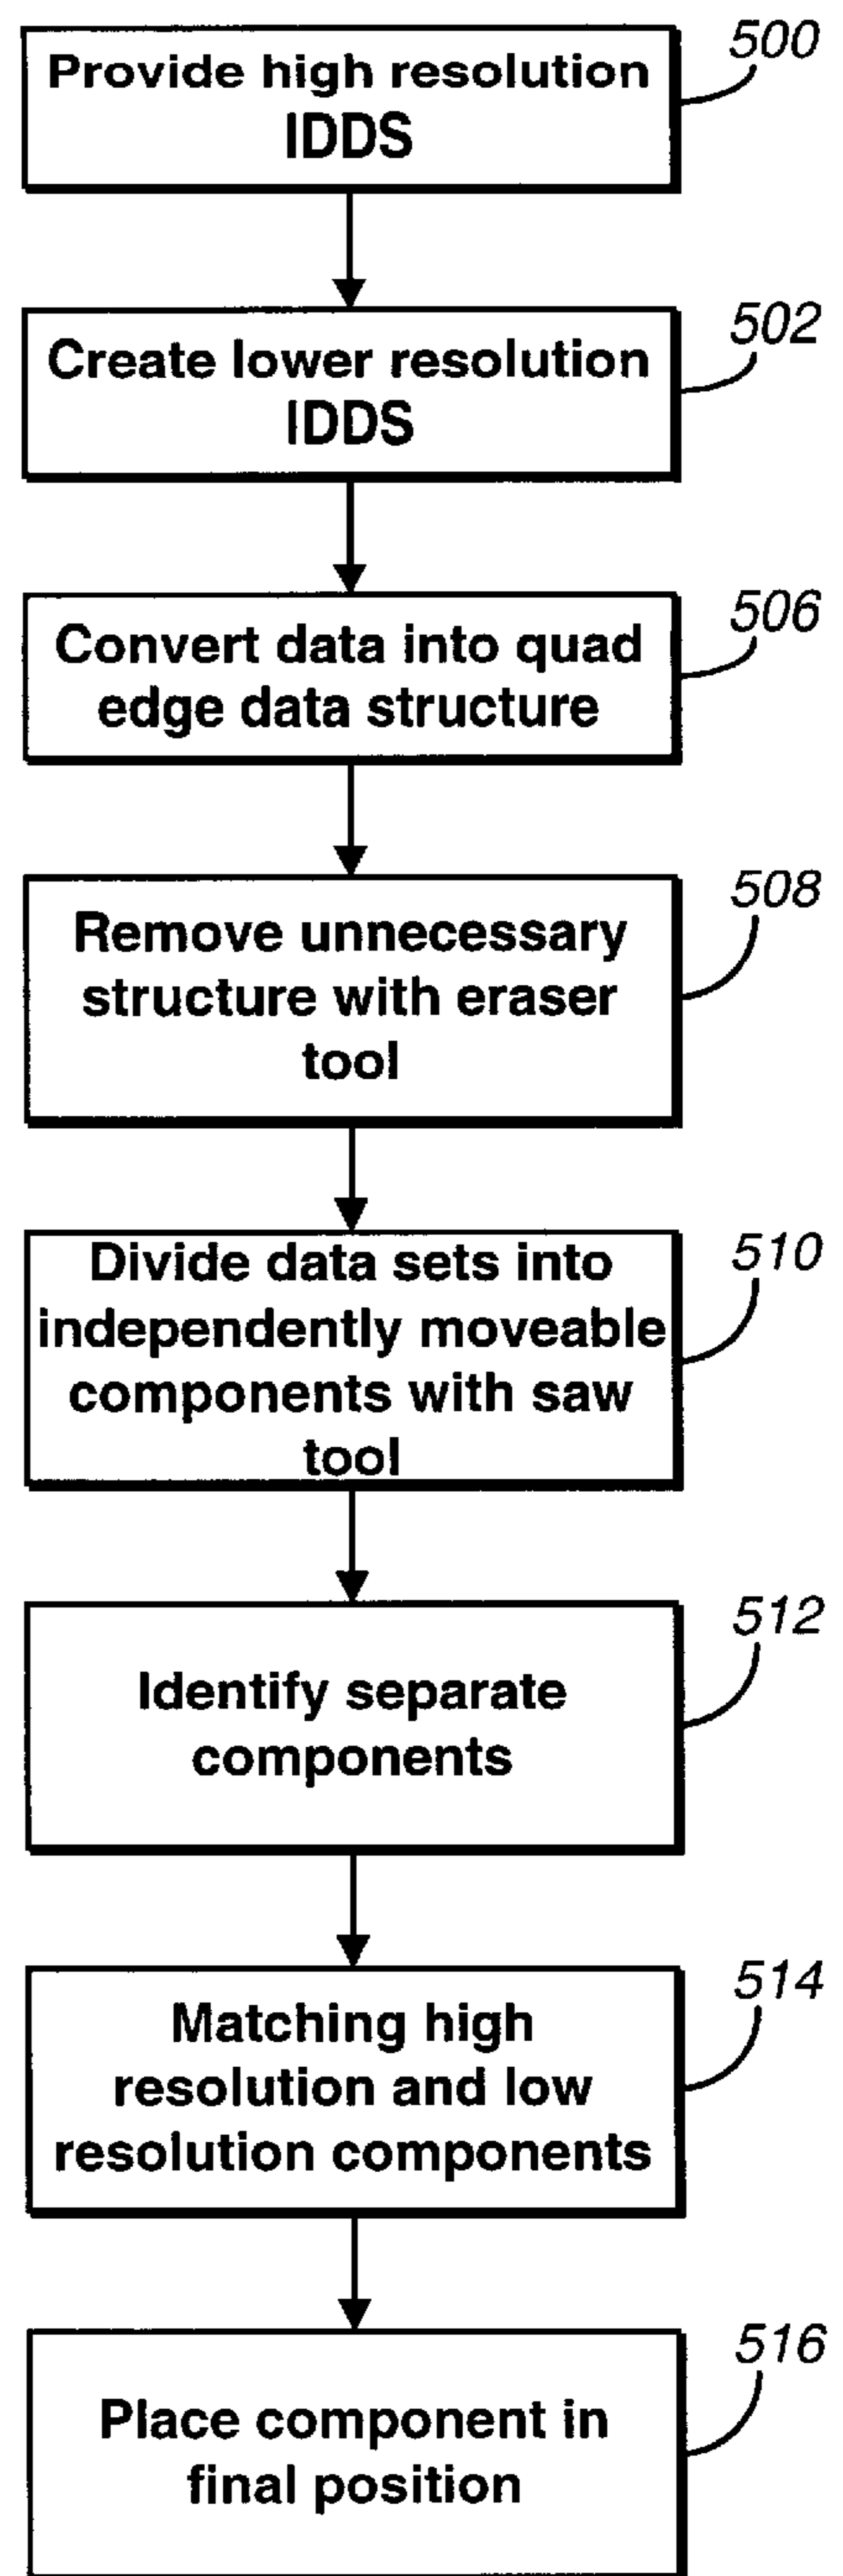 500
Provide high resolution
IDDS
502
Create lower resolution
IDDS
506
Convert data into quad
edge data structure
508
Remove unnecessary
structure with eraser
tool
510
Divide data sets into
independently moveable
components with saw
tool
512
Identify separate
components
514
Matching high
resolution and low
resolution components
516
Place component in
final position